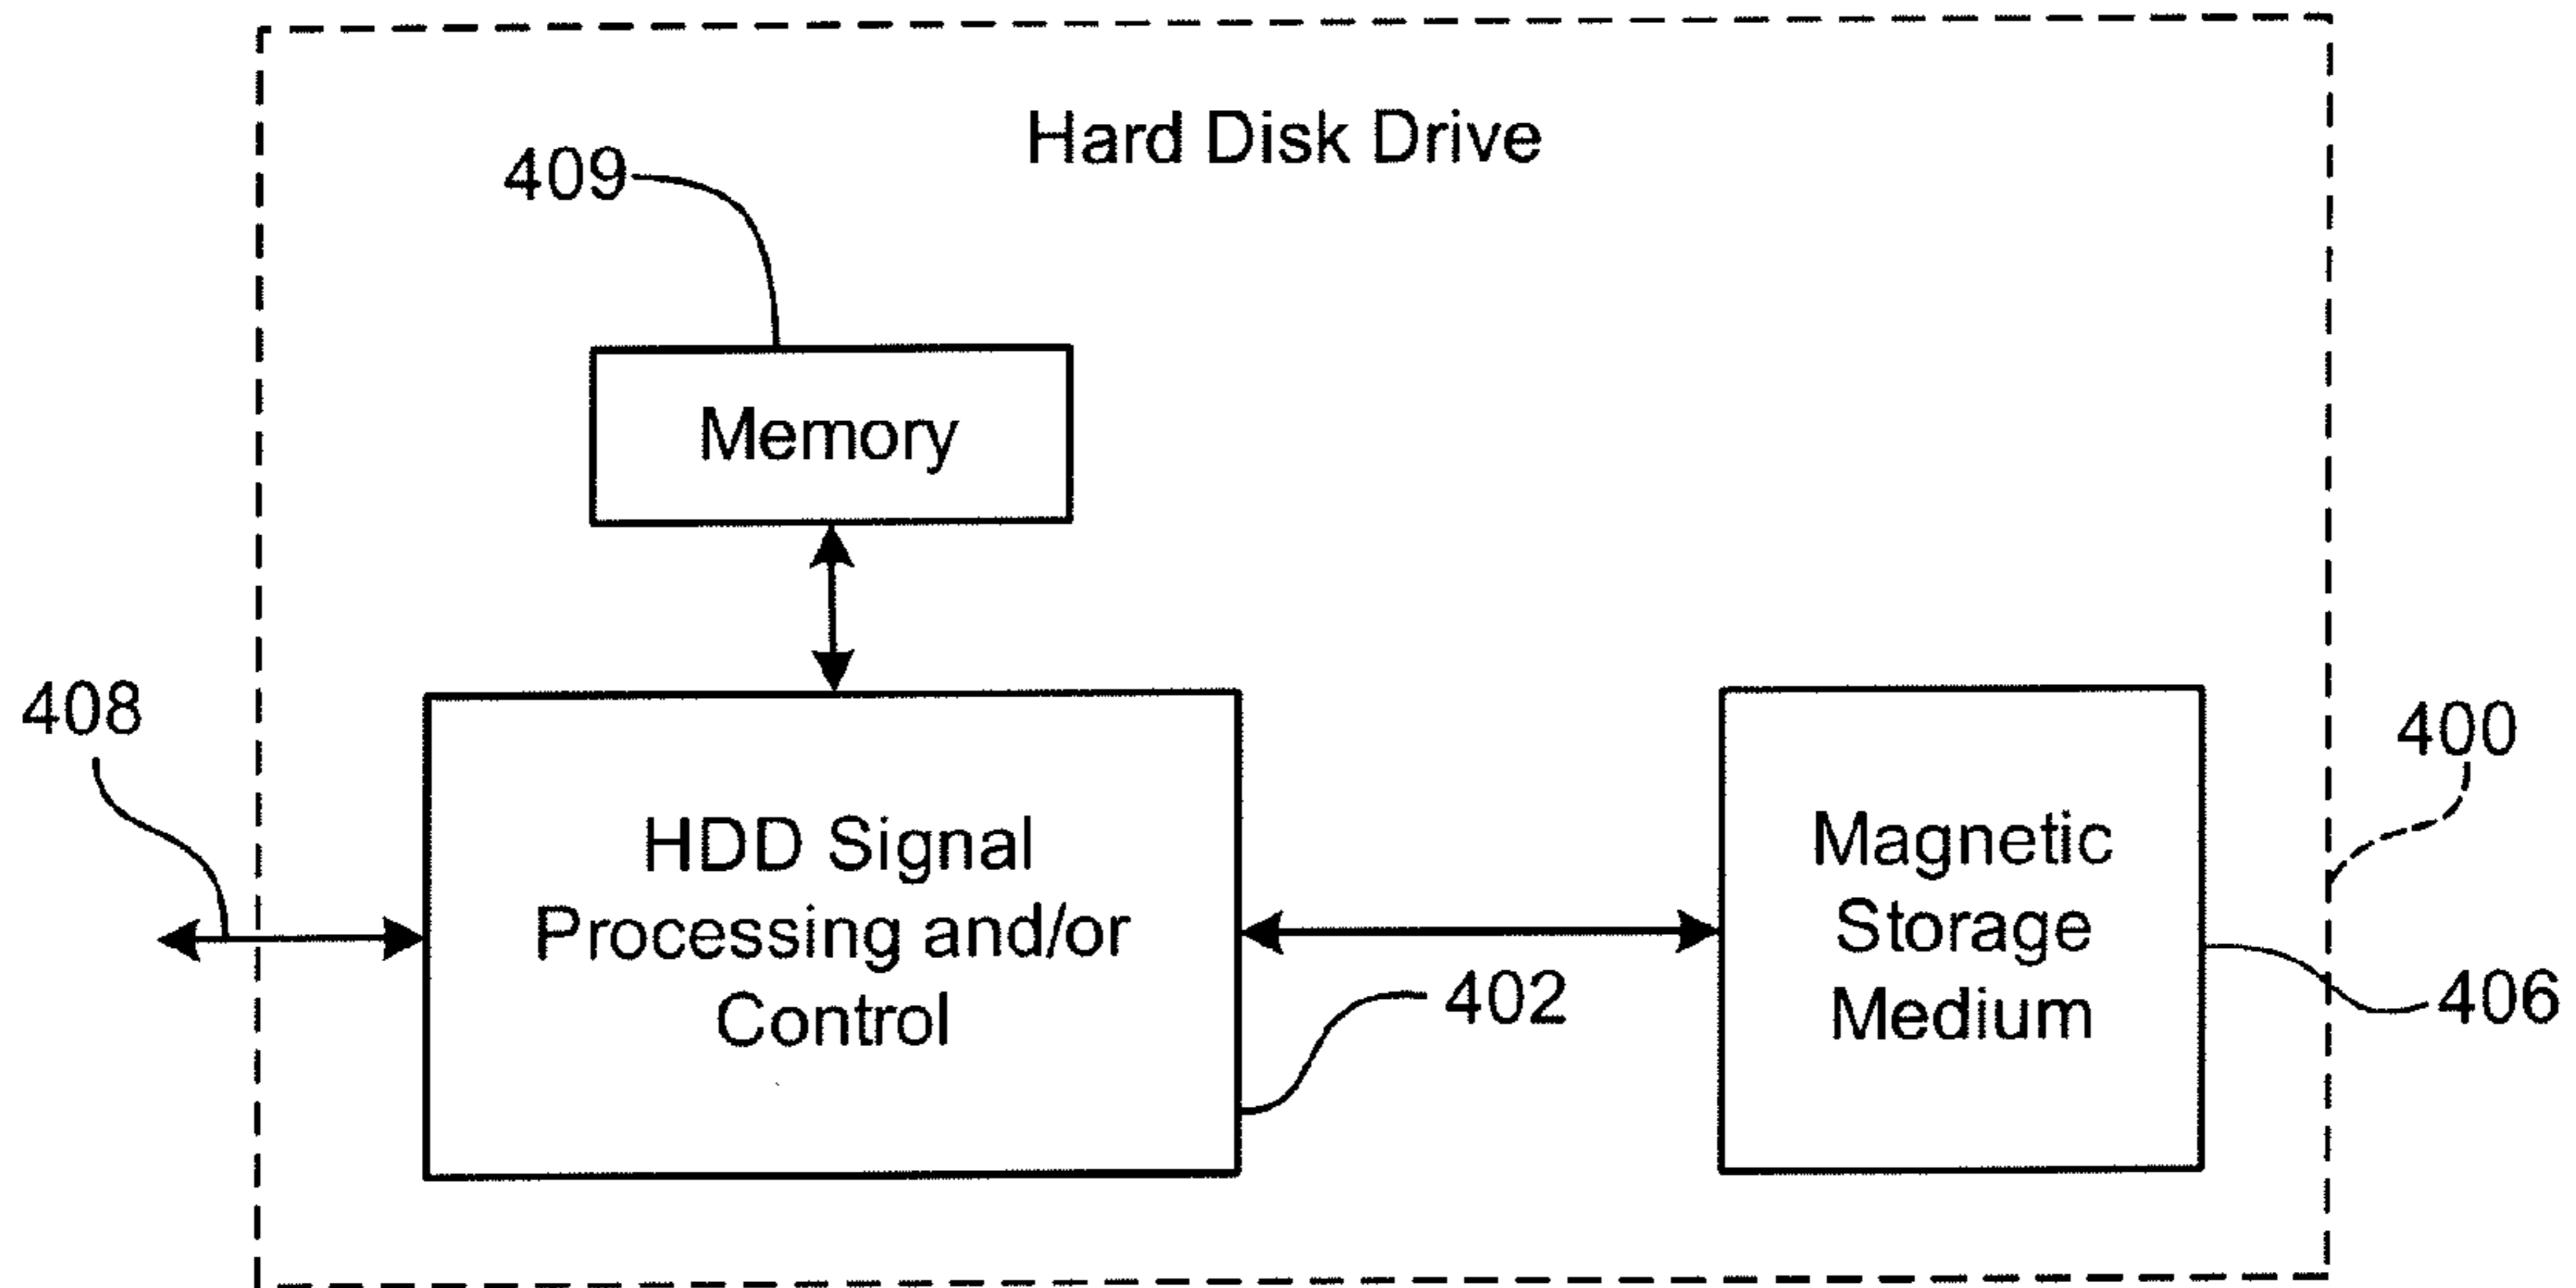 Hard Disk Drive
409
Memory
408
400
HDD Signal
Processing and/or
Control
Magnetic
Storage
Medium
402
406